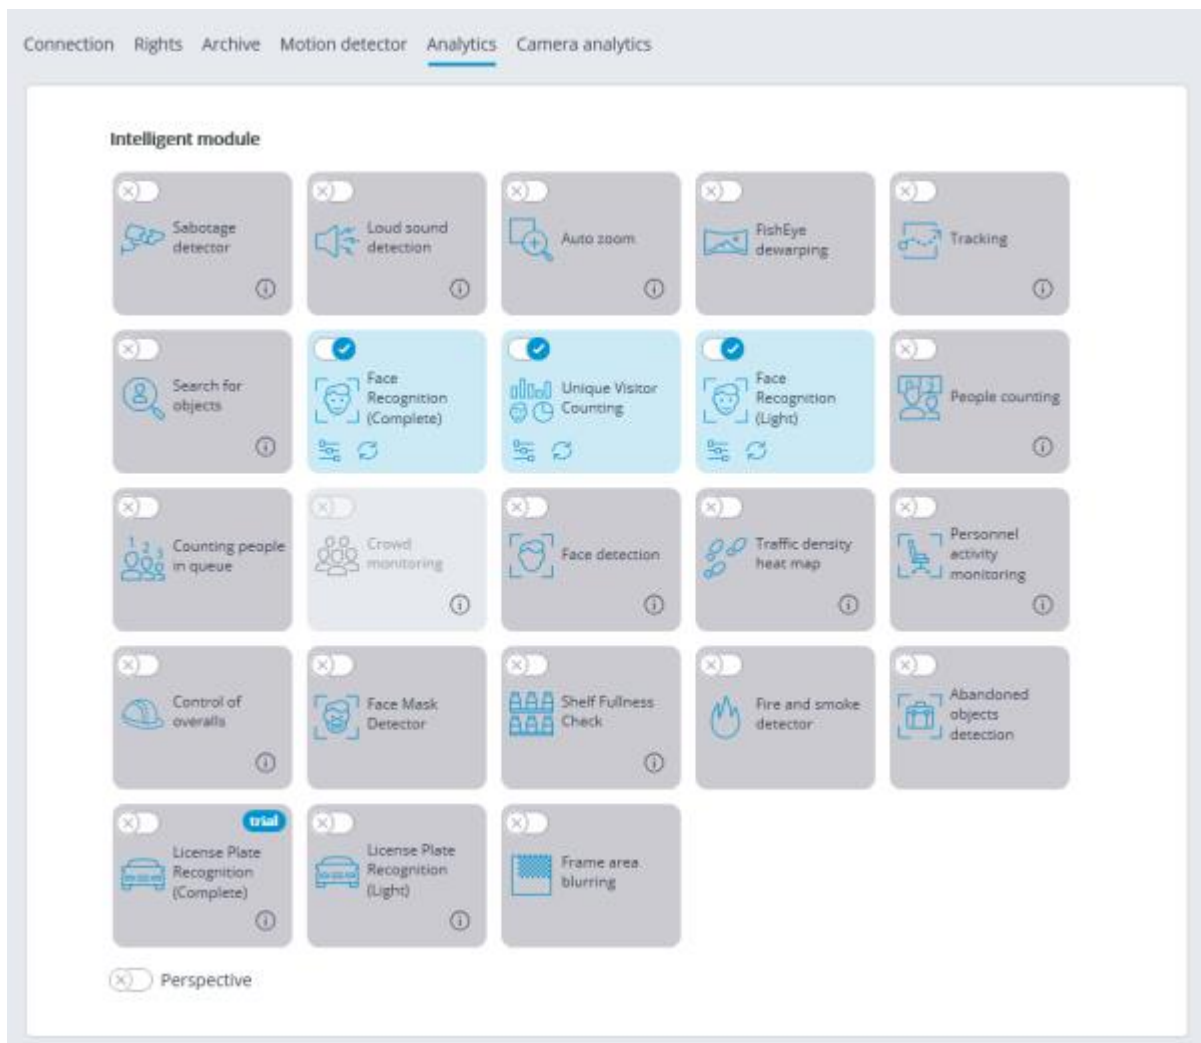 Connection Rights Archive Motion detector Analytics Camera analytics
Intelligent module
Sabotage
detector
Loud sound
detection
Auto zoom
FishEye
dewarping
Tracking
Search for
objects
Face
Recognition
(Complete)
Unique Visitor
Counting
Face
Recognition
(Light)
People counting
Counting people
in queue
Crowd
monitoring
Face detection
Traffic density
heat map
Personnel
activity
monitoring
Control of
overalls
Face Mask
Detector
Shelf Fullness
Check
Fire and smoke
detector
Abandoned
objects
detection
trial
License Plate
Recognition
(Complete)
License Plate
Recognition
(Light)
Frame area
blurring
Perspective